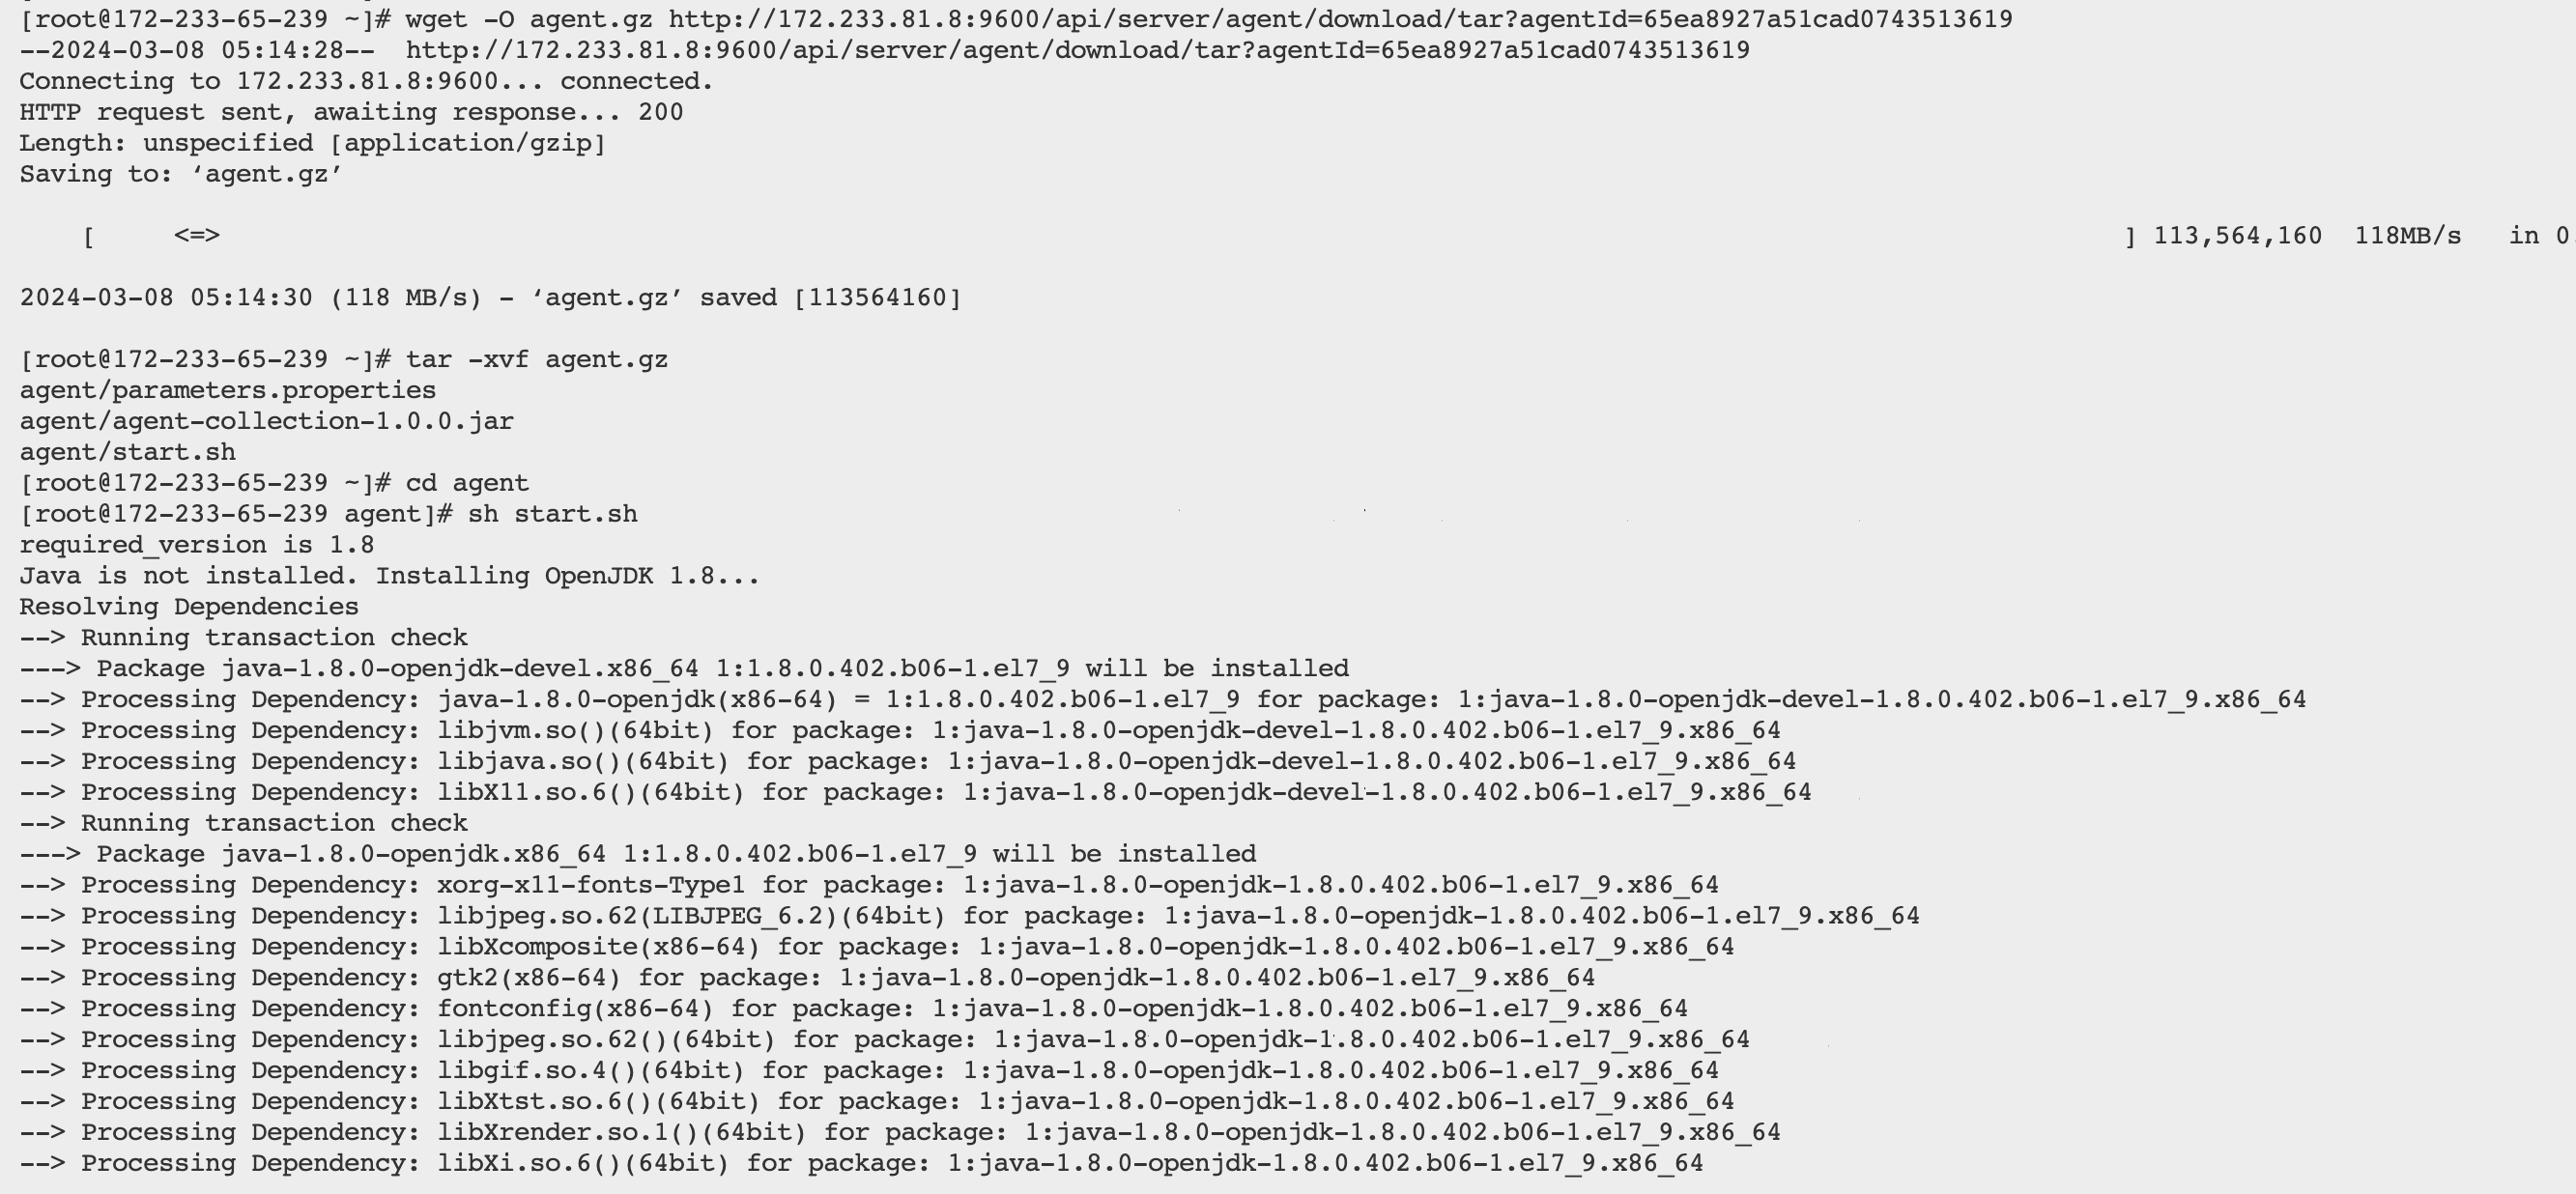 [root@172-233-65-239 ~]# wget -O agent.gz http://172.233.81.8:9600/api/server/agent/download/tar?agentId=65ea8927a51cad0743513619
--2024-03-08 05:14:28--  http://172.233.81.8:9600/api/server/agent/download/tar?agentId=65ea8927a51cad0743513619
Connecting to 172.233.81.8:9600... connected.
HTTP request sent, awaiting response... 200
Length: unspecified [application/gzip]
Saving to: ‘agent.gz’
[     <=>     ] 113,564,160  118MB/s   in 0
2024-03-08 05:14:30 (118 MB/s) - ‘agent.gz’ saved [113564160]
[root@172-233-65-239 ~]# tar -xvf agent.gz
agent/parameters.properties
agent/agent-collection-1.0.0.jar
agent/start.sh
[root@172-233-65-239 ~]# cd agent
[root@172-233-65-239 agent]# sh start.sh
required_version is 1.8
Java is not installed. Installing OpenJDK 1.8...
Resolving Dependencies
--> Running transaction check
---> Package java-1.8.0-openjdk-devel.x86_64 1:1.8.0.402.b06-1.el7_9 will be installed
--> Processing Dependency: java-1.8.0-openjdk(x86-64) = 1:1.8.0.402.b06-1.el7_9 for package: 1:java-1.8.0-openjdk-devel-1.8.0.402.b06-1.el7_9.x86_64
--> Processing Dependency: libjvm.so()(64bit) for package: 1:java-1.8.0-openjdk-devel-1.8.0.402.b06-1.el7_9.x86_64
--> Processing Dependency: libjava.so()(64bit) for package: 1:java-1.8.0-openjdk-devel-1.8.0.402.b06-1.el7_9.x86_64
--> Processing Dependency: libX11.so.6()(64bit) for package: 1:java-1.8.0-openjdk-devel-1.8.0.402.b06-1.el7_9.x86_64
--> Running transaction check
---> Package java-1.8.0-openjdk.x86_64 1:1.8.0.402.b06-1.el7_9 will be installed
--> Processing Dependency: xorg-x11-fonts-Type1 for package: 1:java-1.8.0-openjdk-1.8.0.402.b06-1.el7_9.x86_64
--> Processing Dependency: libjpeg.so.62(LIBJPEG_6.2)(64bit) for package: 1:java-1.8.0-openjdk-1.8.0.402.b06-1.el7_9.x86_64
--> Processing Dependency: libXcomposite(x86-64) for package: 1:java-1.8.0-openjdk-1.8.0.402.b06-1.el7_9.x86_64
--> Processing Dependency: gtk2(x86-64) for package: 1:java-1.8.0-openjdk-1.8.0.402.b06-1.el7_9.x86_64
--> Processing Dependency: fontconfig(x86-64) for package: 1:java-1.8.0-openjdk-1.8.0.402.b06-1.el7_9.x86_64
--> Processing Dependency: libjpeg.so.62()(64bit) for package: 1:java-1.8.0-openjdk-1.8.0.402.b06-1.el7_9.x86_64
--> Processing Dependency: libgif.so.4()(64bit) for package: 1:java-1.8.0-openjdk-1.8.0.402.b06-1.el7_9.x86_64
--> Processing Dependency: libXtst.so.6()(64bit) for package: 1:java-1.8.0-openjdk-1.8.0.402.b06-1.el7_9.x86_64
--> Processing Dependency: libXrender.so.1()(64bit) for package: 1:java-1.8.0-openjdk-1.8.0.402.b06-1.el7_9.x86_64
--> Processing Dependency: libXi.so.6()(64bit) for package: 1:java-1.8.0-openjdk-1.8.0.402.b06-1.el7_9.x86_64